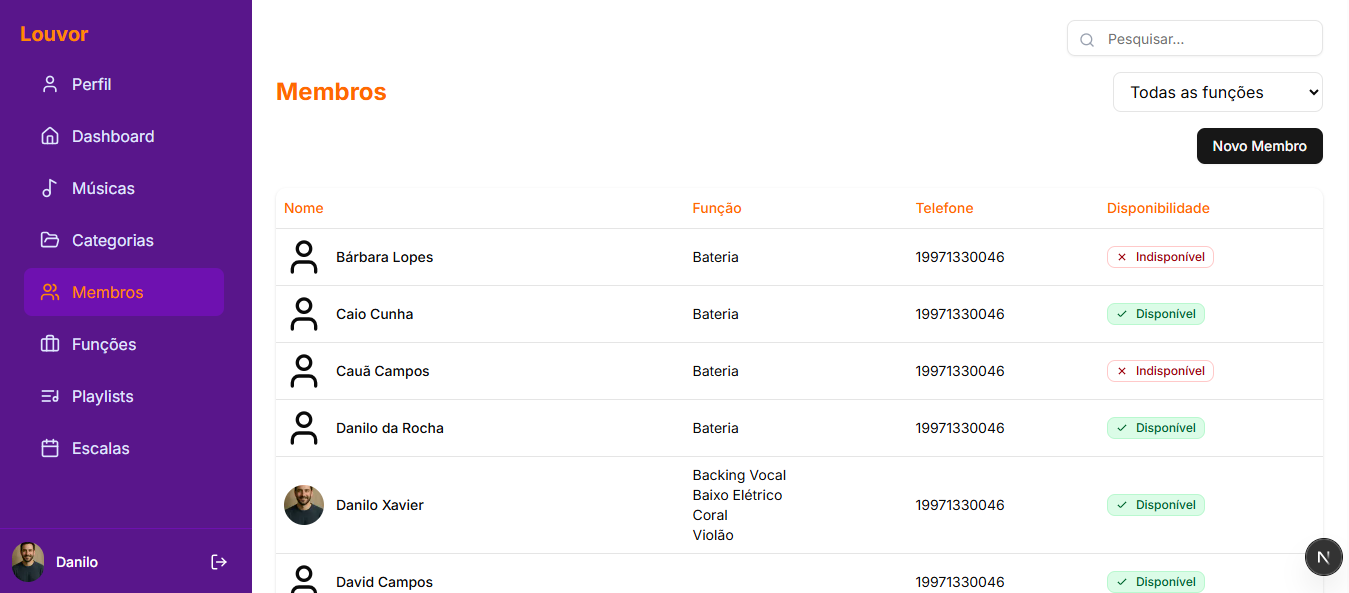 Louvor
Perfil
Dashboard
Músicas
Categorias
Membros
Funções
Playlists
Escalas
Danilo
Pesquisar...
Membros
Todas as funções
Novo Membro
Nome Função Telefone Disponibilidade
Bárbara Lopes Bateria 19971330046 Indisponível
Caio Cunha Bateria 19971330046 Disponível
Cauã Campos Bateria 19971330046 Indisponível
Danilo da Rocha Bateria 19971330046 Disponível
Backing Vocal
Baixo Elétrico
Danilo Xavier 19971330046 Disponível
Coral
Violão
David Campos 19971330046 Disponível
N